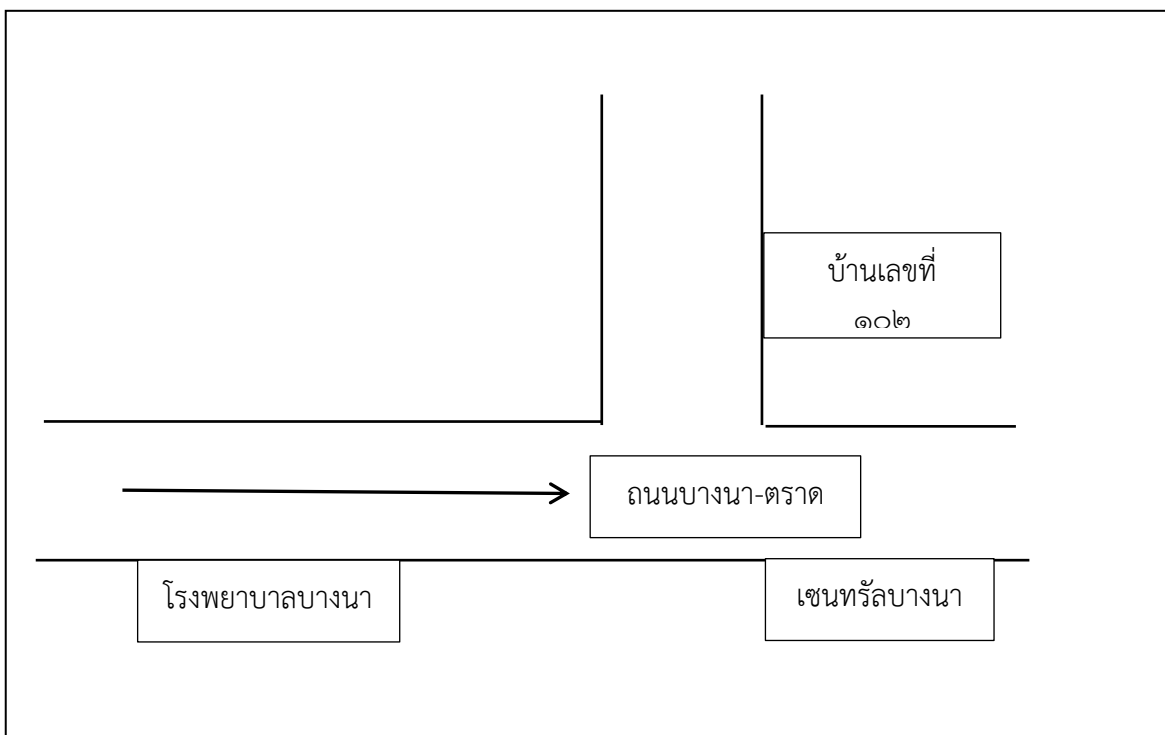 บ้านเลขที่
๑๐๒
ถนนบางนา-ตราด
โรงพยาบาลบางนา
เซนทรัลบางนา